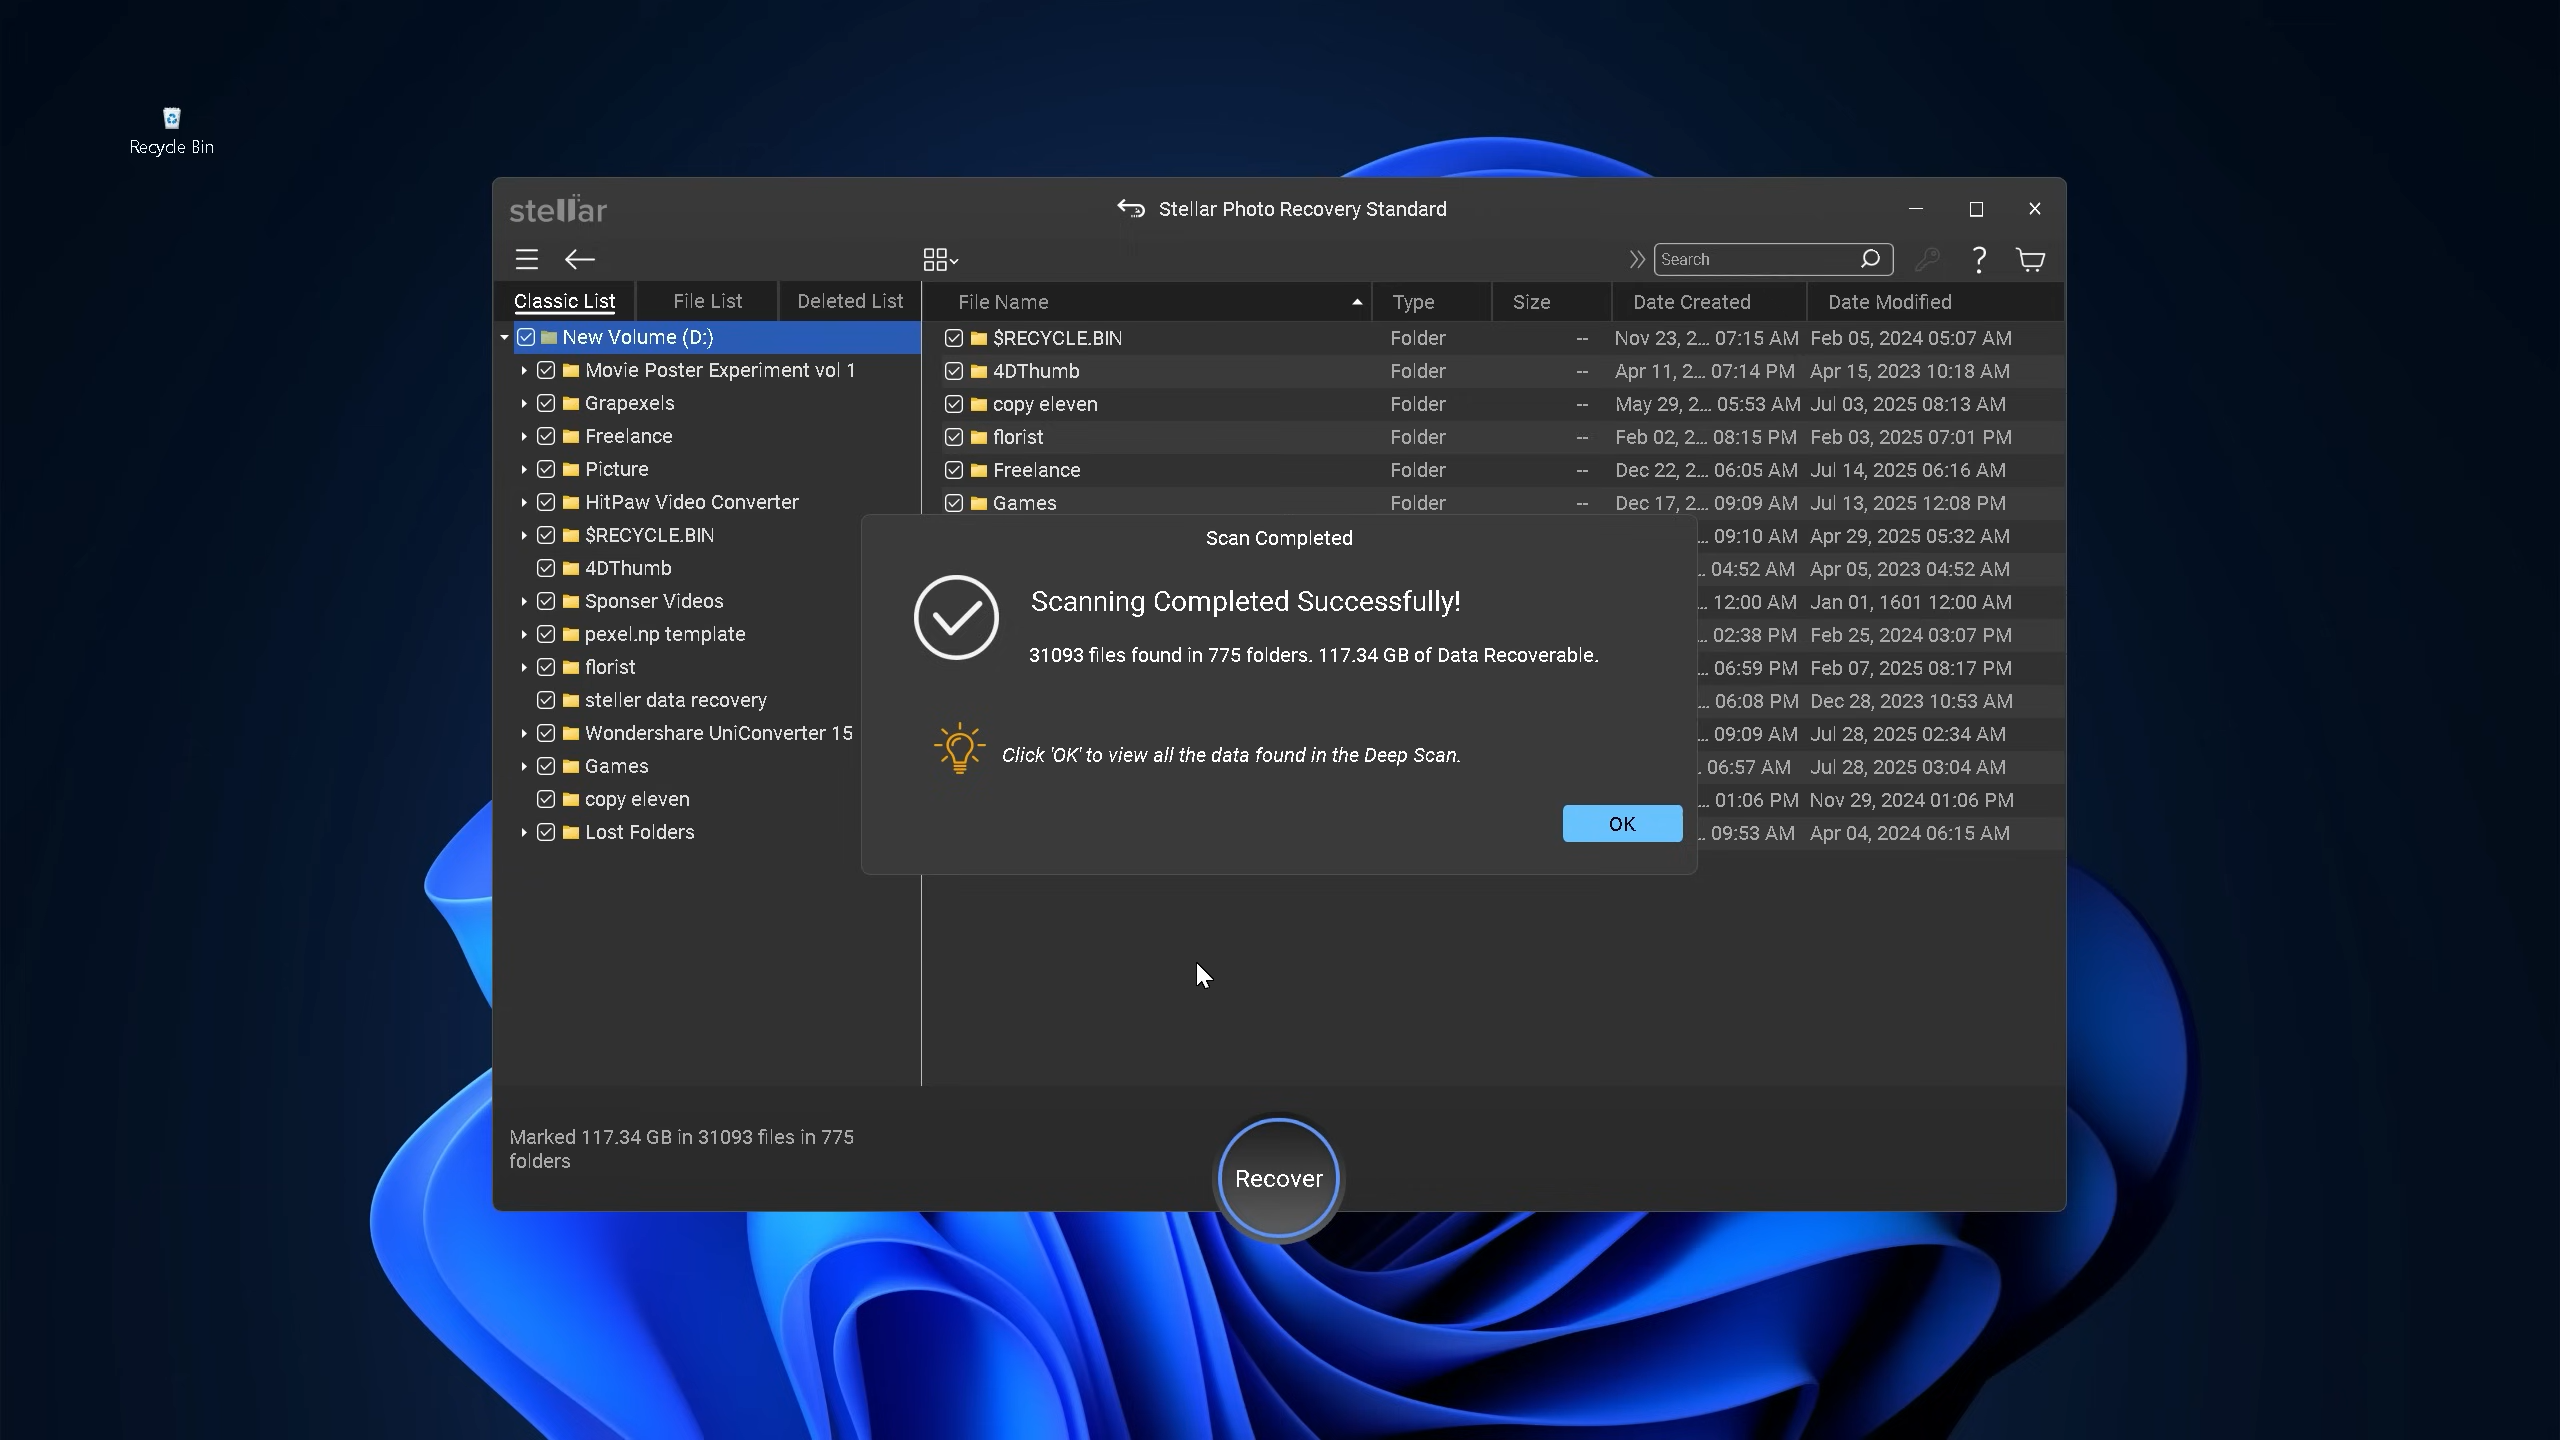 Recycle Bin
stellar
Stellar Photo Recovery Standard
Search
?
Classic List File List Deleted List
File Name Type Size Date Created Date Modified
New Volume (D:)
Movie Poster Experiment vol 1
Grapexels
Freelance
Picture
HitPaw Video Converter
$RECYCLE.BIN
4DThumb
Sponser Videos
pexel.np template
florist
steller data recovery
Wondershare UniConverter 15
Games
copy eleven
Lost Folders
$RECYCLE.BIN Folder -- Nov 23, 2... 07:15 AM Feb 05, 2024 05:07 AM
4DThumb Folder -- Apr 11, 2... 07:14 PM Apr 15, 2023 10:18 AM
copy eleven Folder -- May 29, 2... 05:53 AM Jul 03, 2025 08:13 AM
florist Folder -- Feb 02, 2... 08:15 PM Feb 03, 2025 07:01 PM
Freelance Folder -- Dec 22, 2... 06:05 AM Jul 14, 2025 06:16 AM
Games Folder -- Dec 17, 2... 09:09 AM Jul 13, 2025 12:08 PM
... 09:10 AM Apr 29, 2025 05:32 AM
.. 04:52 AM Apr 05, 2023 04:52 AM
... 12:00 AM Jan 01, 1601 12:00 AM
... 02:38 PM Feb 25, 2024 03:07 PM
... 06:59 PM Feb 07, 2025 08:17 PM
... 06:08 PM Dec 28, 2023 10:53 AM
... 09:09 AM Jul 28, 2025 02:34 AM
. 06:57 AM Jul 28, 2025 03:04 AM
... 01:06 PM Nov 29, 2024 01:06 PM
.. 09:53 AM Apr 04, 2024 06:15 AM
Scan Completed
Scanning Completed Successfully!
31093 files found in 775 folders. 117.34 GB of Data Recoverable.
Click 'OK' to view all the data found in the Deep Scan.
OK
Marked 117.34 GB in 31093 files in 775
folders
Recover